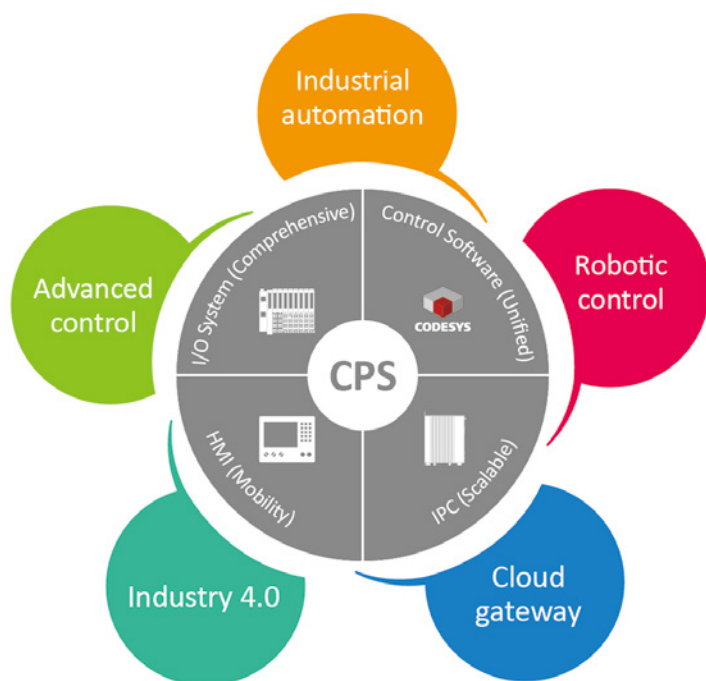 Industrial
automation
I/O System (Comprehensive)
Control Software (Unified)
Advanced
control
Robotic
control
CODESYS
CPS
HMI (Mobility)
IPC (Scalable)
Industry 4.0
Cloud
gateway